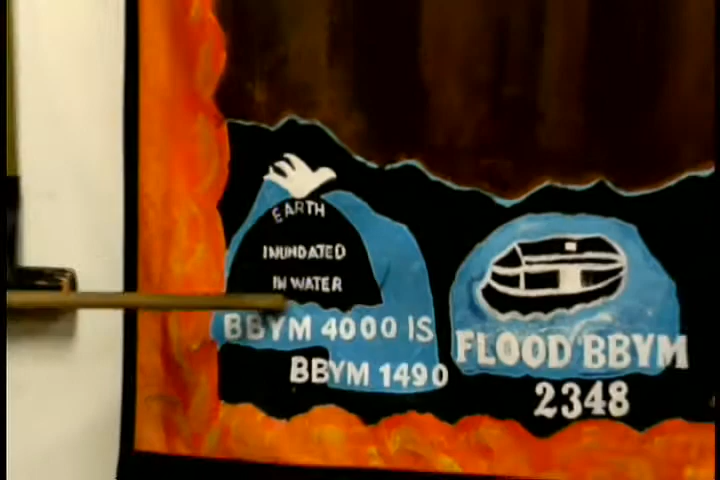 EARTH
INUNDATED
IN WATER
BBYM 4000 IS
BBYM 1490
FLOOD BBYM
2348